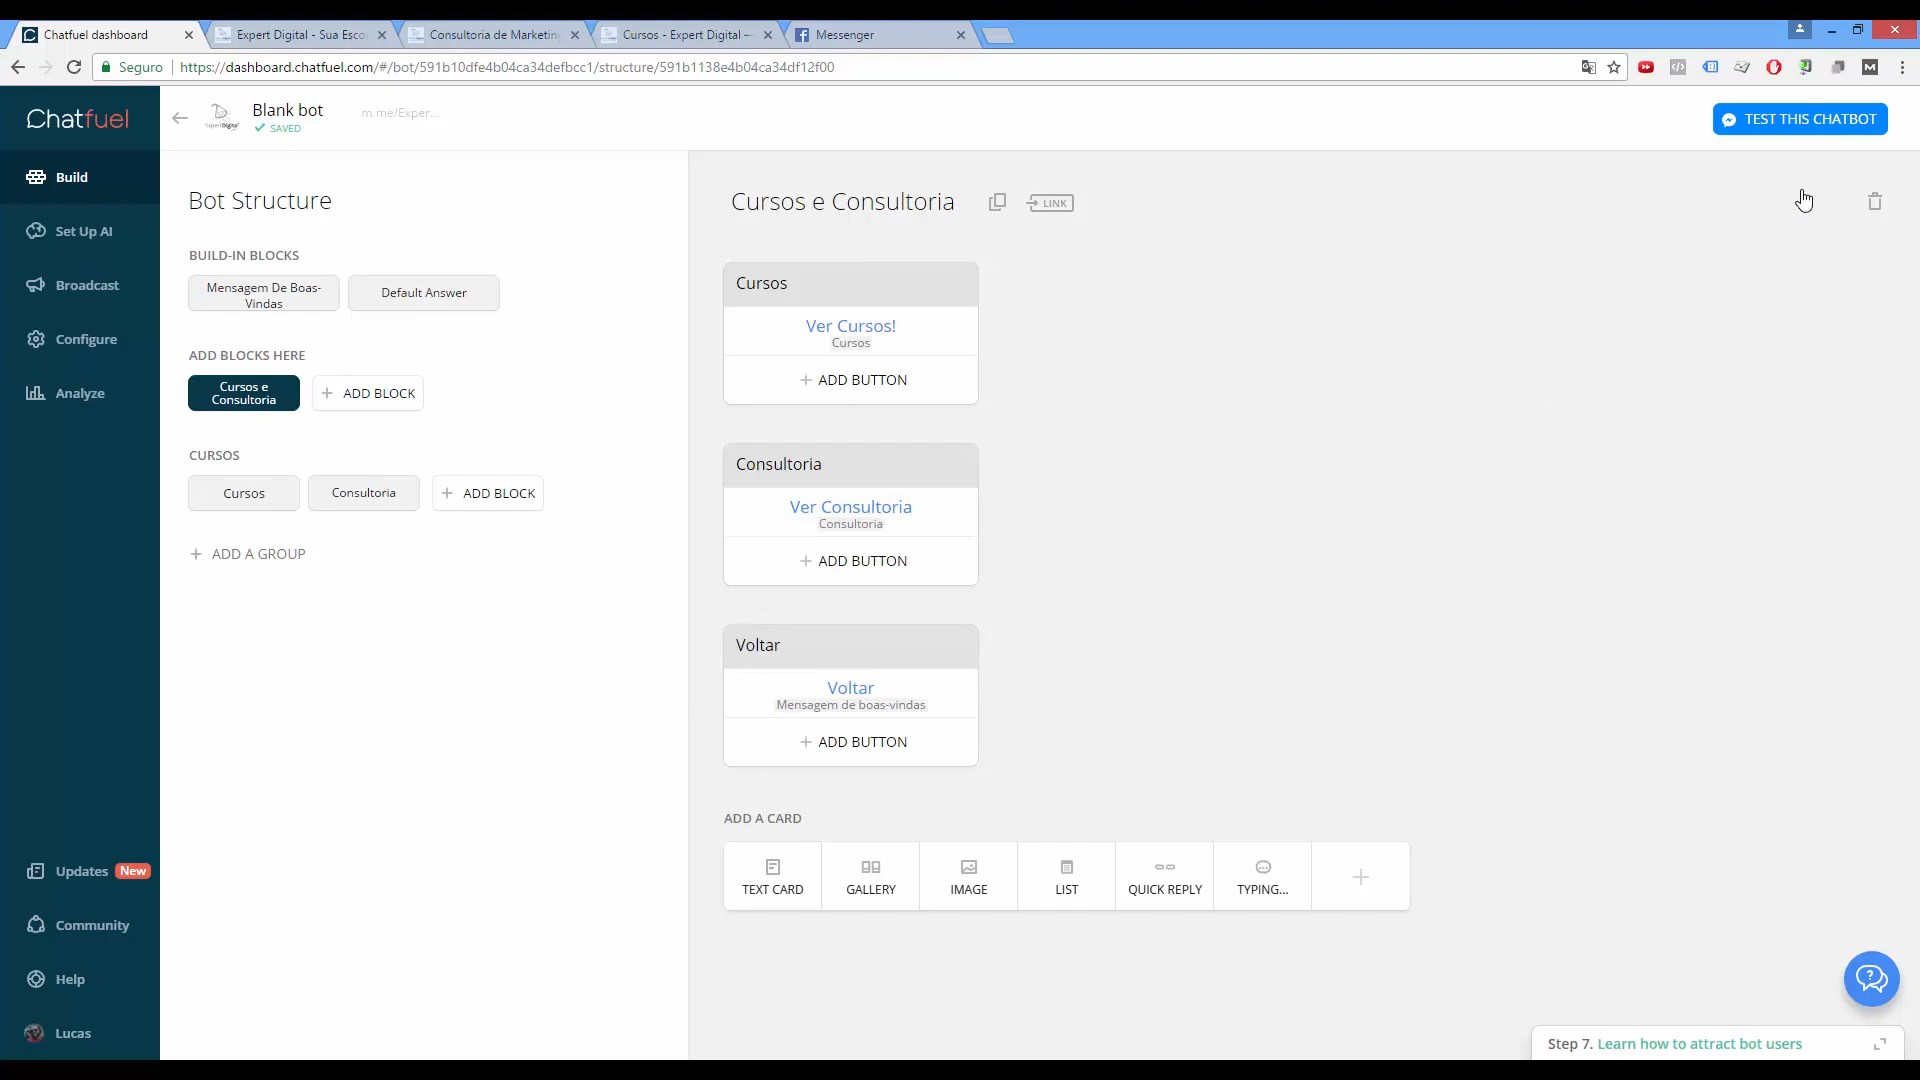 Chatfuel dashboard
Expert Digital - Sua Esco
Consultoria de Marketing
Cursos - Expert Digital —
Messenger
Seguro
https://dashboard.chatfuel.com/#/bot/591b10dfe4b04ca34defbcc1/structure/591b1138e4b04ca34df12f00
Chatfuel
Blank bot
SAVED
m.me/Exper...
TEST THIS CHATBOT
Build
Set Up AI
Broadcast
Configure
Analyze
Updates New
Community
Help
Lucas
Bot Structure
BUILD-IN BLOCKS
Mensagem De Boas-
Vindas
Default Answer
ADD BLOCKS HERE
Cursos e
Consultoria
+ ADD BLOCK
CURSOS
Cursos
Consultoria
+ ADD BLOCK
+ ADD A GROUP
Cursos e Consultoria
LINK
Cursos
Ver Cursos!
Cursos
+ ADD BUTTON
Consultoria
Ver Consultoria
Consultoria
+ ADD BUTTON
Voltar
Voltar
Mensagem de boas-vindas
+ ADD BUTTON
ADD A CARD
TEXT CARD
GALLERY
IMAGE
LIST
QUICK REPLY
TYPING...
+
Step 7. Learn how to attract bot users